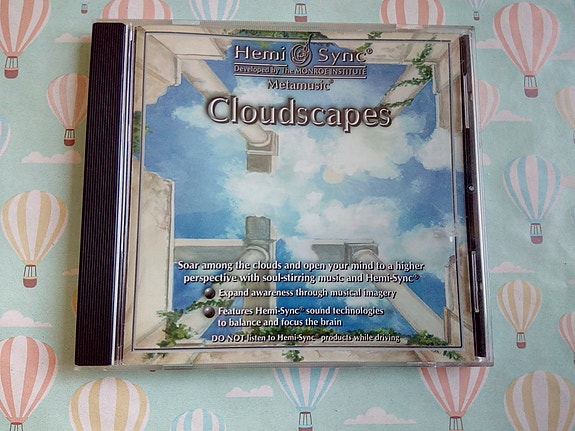 Hemi Sync®
Developed by The MONROE INSTITUTE
Metamusic®
Cloudscapes
Soar among the clouds and open your mind to a higher
perspective with soul-stirring music and Hemi-Sync®
Expand awareness through musical imagery
Features Hemi-Sync® sound technologies
to balance and focus the brain
DO NOT listen to Hemi-Sync® products while driving